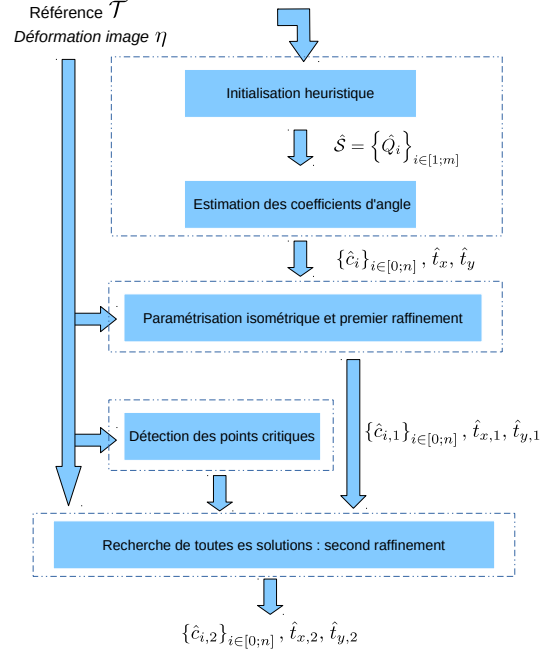 Référence 𝒯
Déformation image η
Initialisation heuristique
Ŝ = {Q̂ᵢ}ᵢ∈[1;m]
Estimation des coefficients d'angle
{ĉᵢ}ᵢ∈[0;n] , t̂ₓ, t̂ᵧ
Paramétrisation isométrique et premier raffinement
Détection des points critiques
{ĉᵢ,₁}ᵢ∈[0;n] , t̂ₓ,₁, t̂ᵧ,₁
Recherche de toutes es solutions : second raffinement
{ĉᵢ,₂}ᵢ∈[0;n] , t̂ₓ,₂, t̂ᵧ,₂